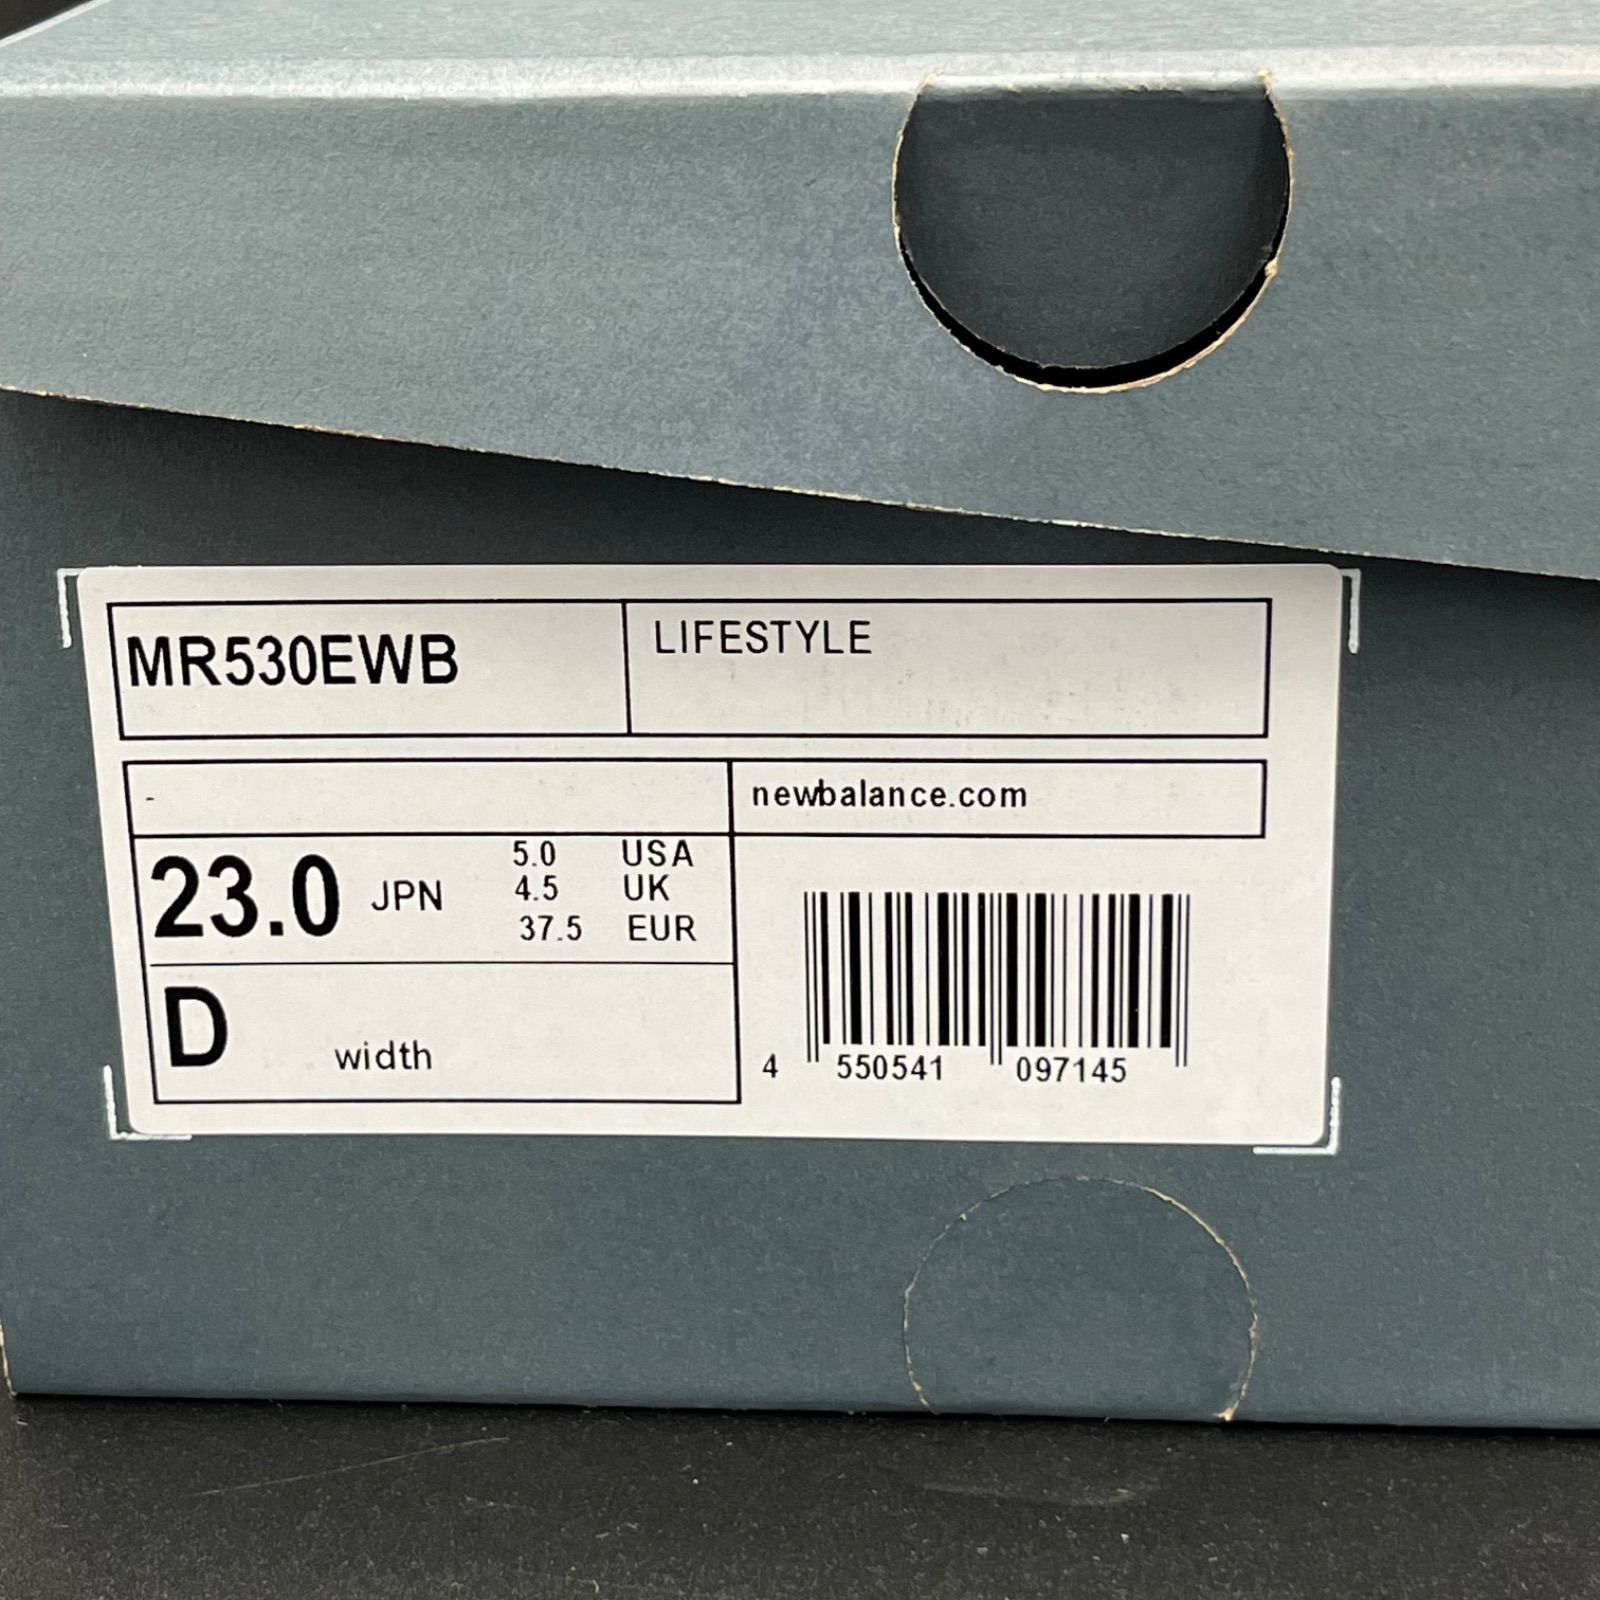 MR530EWB
LIFESTYLE
-
newbalance.com
23.0 JPN
5.0 USA
4.5 UK
37.5 EUR
D width
4 550541 097145